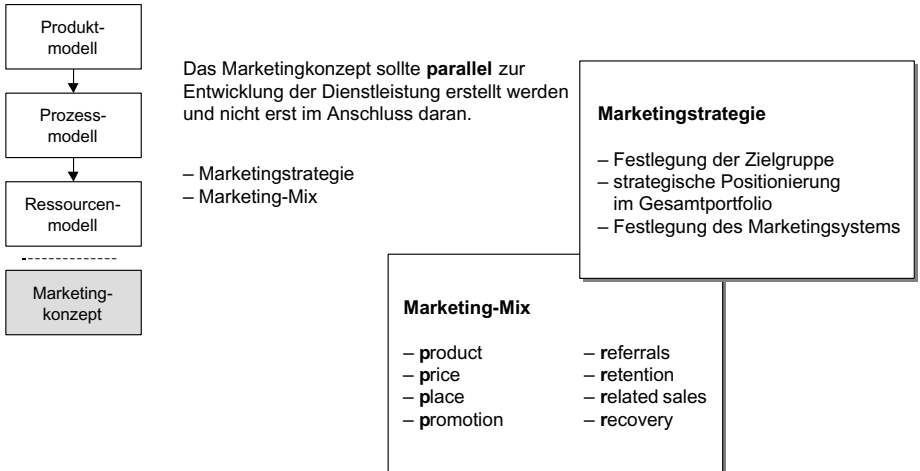 Produkt-
modell
Prozess-
modell
Ressourcen-
modell
Marketing-
konzept
Das Marketingkonzept sollte parallel zur
Entwicklung der Dienstleistung erstellt werden
und nicht erst im Anschluss daran.
– Marketingstrategie
– Marketing-Mix
Marketingstrategie
– Festlegung der Zielgruppe
– strategische Positionierung
im Gesamtportfolio
– Festlegung des Marketingsystems
Marketing-Mix
– product
– price
– place
– promotion
– referrals
– retention
– related sales
– recovery